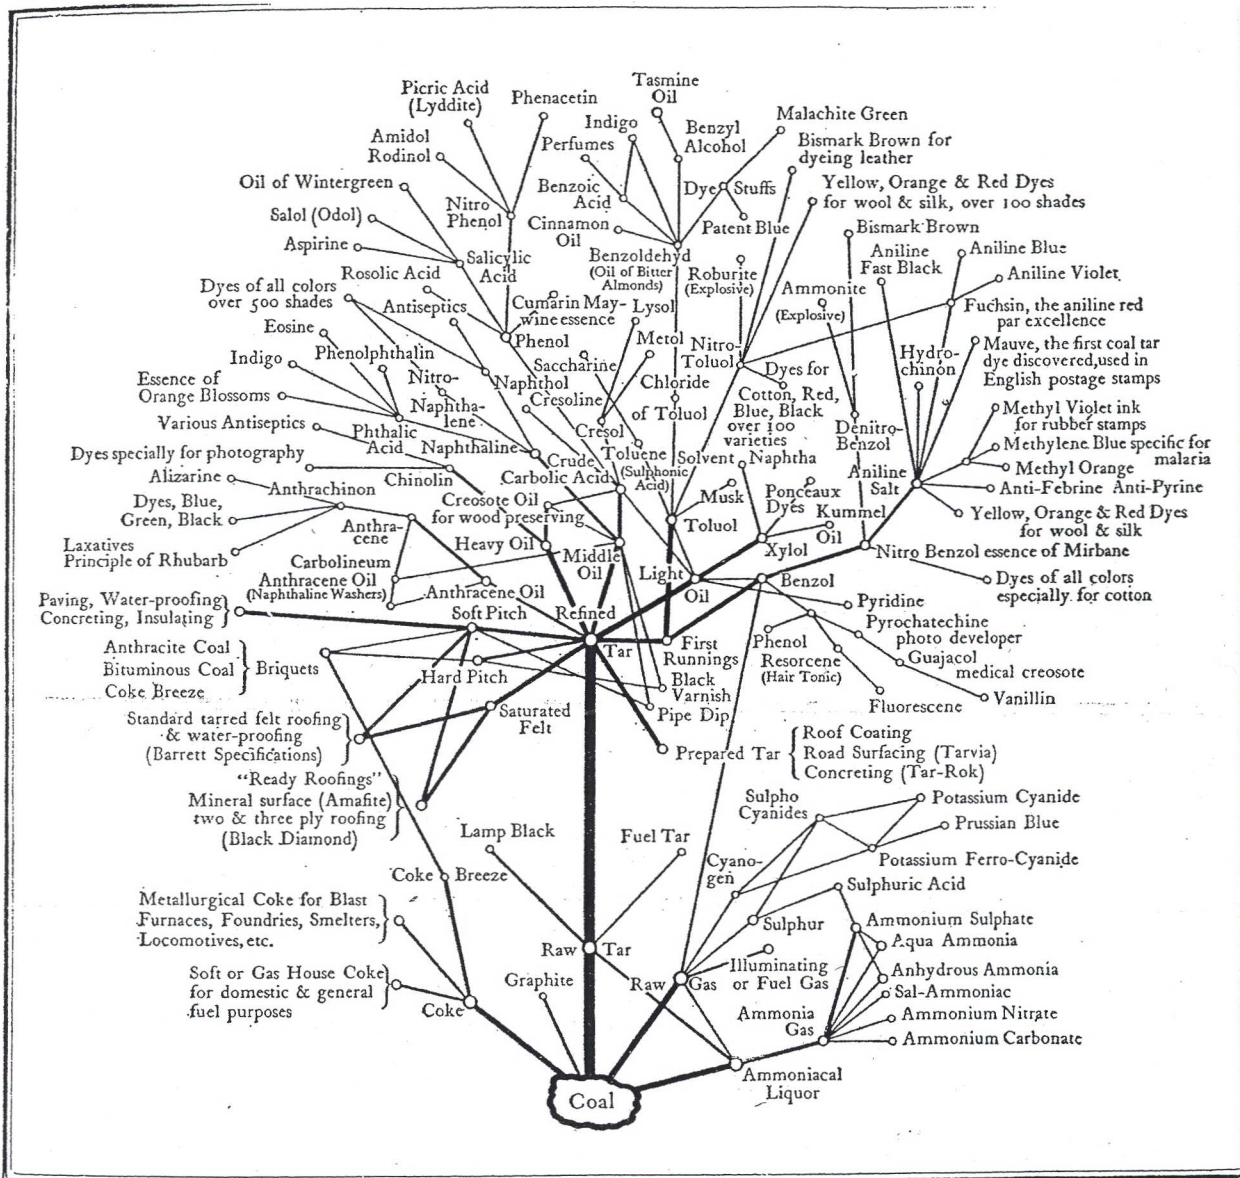 Picric Acid
(Lyddite)
Phenacetin
Tasmine
Oil
Amidol
Rodinol
Indigo
Perfumes
Benzyl
Alcohol
Malachite Green
Bismark Brown for
dyeing leather
Oil of Wintergreen
Nitro
Phenol
Benzoic
Acid
Dye Stuffs
Yellow, Orange & Red Dyes
for wool & silk, over 100 shades
Salol (Odol)
Cinnamon
Oil
Patent Blue
Bismark Brown
Aspirine
Salicylic
Acid
Benzoldehyd
(Oil of Bitter
Almonds)
Aniline
Fast Black
Aniline Blue
Rosolic Acid
Roburite
(Explosive)
Aniline Violet
Dyes of all colors
over 500 shades
Antiseptics
Cumarin May-
wine essence
Lysol
Ammonite
(Explosive)
Fuchsin, the aniline red
par excellence
Eosine
Phenol
Metol
Nitro-
Toluol
Hydro-
chinon
Mauve, the first coal tar
dye discovered, used in
English postage stamps
Indigo
Phenolphthalin
Saccharine
Dyes for
Cotton, Red,
Blue, Black
over 100
varieties
Essence of
Orange Blossoms
Nitro-
Naphtha-
lene
Naphthol
Cresoline
Chloride
of Toluol
Methyl Violet ink
for rubber stamps
Various Antiseptics
Phthalic
Acid
Cresol
Denitro-
Benzol
Methylene Blue specific for
malaria
Dyes specially for photography
Naphthaline
Toluene
(Sulphonic
Acid)
Solvent Naphtha
Methyl Orange
Alizarine
Chinolin
Crude
Carbolic Acid
Aniline
Salt
Anthrachinon
Creosote Oil
for wood preserving
Musk
Ponceaux
Dyes
Anti-Febrine Anti-Pyrine
Dyes, Blue,
Green, Black
Anthra-
cene
Toluol
Kummel
Oil
Yellow, Orange & Red Dyes
for wool & silk
Laxatives
Principle of Rhubarb
Heavy Oil
Middle
Oil
Xylol
Nitro Benzol essence of Mirbane
Carbolineum
Anthracene Oil
(Naphthaline Washers)
Anthracene Oil
Light
Oil
Benzol
Dyes of all colors
especially for cotton
Paving, Water-proofing
Concreting, Insulating
Soft Pitch
Refined
Tar
Pyridine
Pyrochatechine
photo developer
Anthracite Coal
Bituminous Coal
Coke Breeze
Briquets
First
Runnings
Phenol
Resorcene
(Hair Tonic)
Guajacol
medical creosote
Hard Pitch
Black
Varnish
Vanillin
Fluorescene
Standard tarred felt roofing
& water-proofing
(Barrett Specifications)
Saturated
Felt
Pipe Dip
Prepared Tar
Roof Coating
Road Surfacing (Tarvia)
Concreting (Tar-Rok)
"Ready Roofings"
Mineral surface (Amafite)
two & three ply roofing
(Black Diamond)
Sulpho
Cyanides
Potassium Cyanide
Lamp Black
Fuel Tar
Prussian Blue
Coke Breeze
Cyano-
gen
Potassium Ferro-Cyanide
Sulphuric Acid
Metallurgical Coke for Blast
Furnaces, Foundries, Smelters,
Locomotives, etc.
Sulphur
Ammonium Sulphate
Raw Tar
Aqua Ammonia
Soft or Gas House Coke
for domestic & general
fuel purposes
Graphite
Raw Gas
Illuminating
or Fuel Gas
Anhydrous Ammonia
Sal-Ammoniac
Coke
Ammonia
Gas
Ammonium Nitrate
Ammonium Carbonate
Coal
Ammoniacal
Liquor